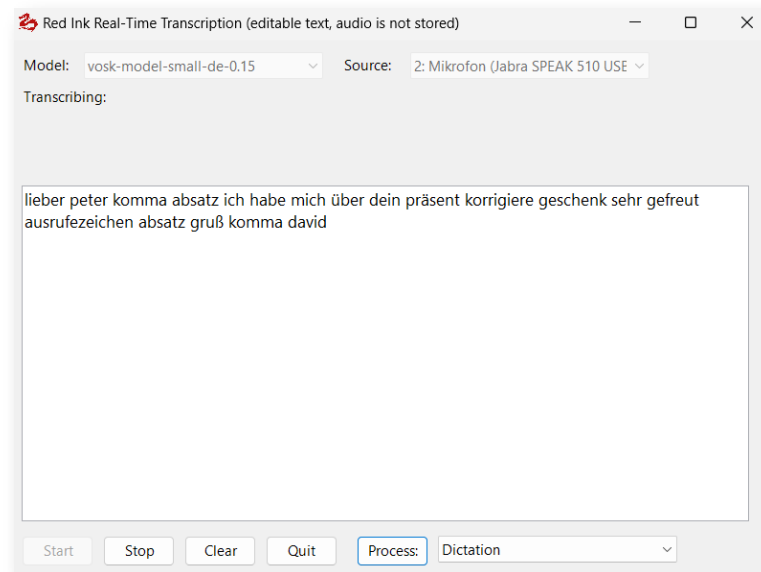 Red Ink Real-Time Transcription (editable text, audio is not stored)
Model: vosk-model-small-de-0.15 Source: 2: Mikrofon (Jabra SPEAK 510 USE
Transcribing:
lieber peter komma absatz ich habe mich über dein präsent korrigiere geschenk sehr gefreut
ausrufezeichen absatz gruß komma david
Start Stop Clear Quit Process: Dictation